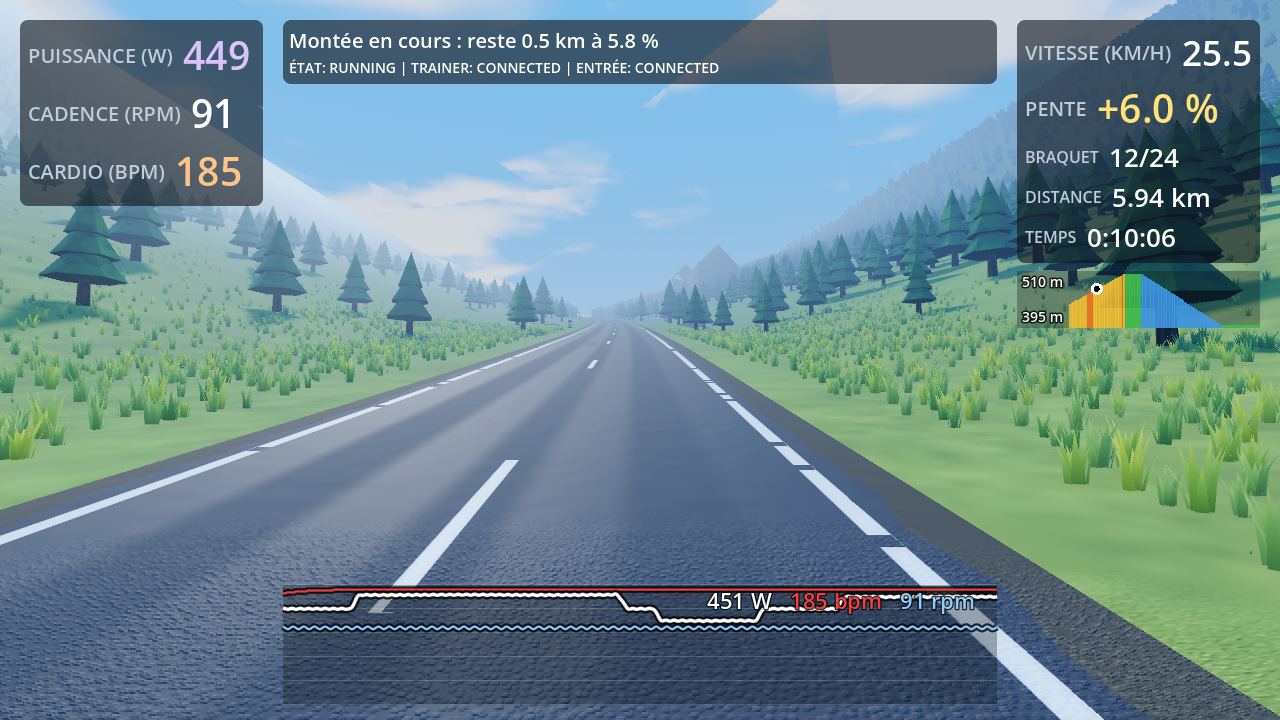 PUISSANCE (W) 449
CADENCE (RPM) 91
CARDIO (BPM) 185
Montée en cours : reste 0.5 km à 5.8 %
ÉTAT: RUNNING | TRAINER: CONNECTED | ENTRÉE: CONNECTED
VITESSE (KM/H) 25.5
PENTE +6.0 %
BRAQUET 12/24
DISTANCE 5.94 km
TEMPS 0:10:06
510 m
395 m
451 W 185 bpm 91 rpm